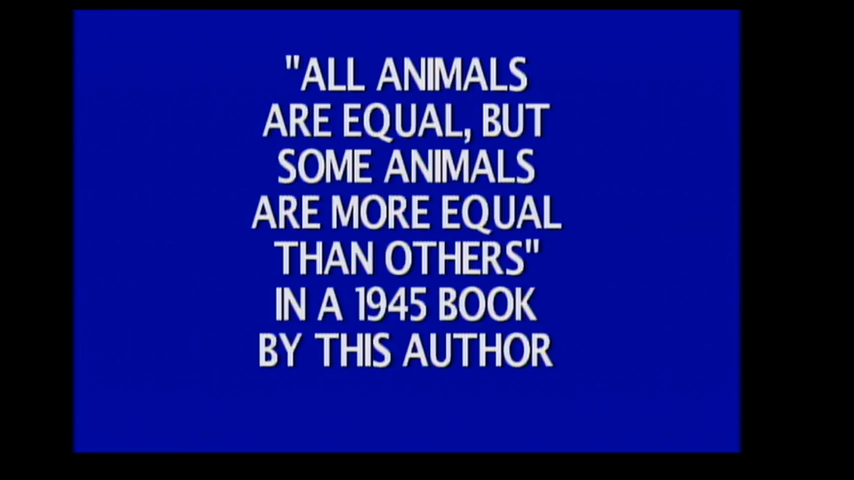 "ALL ANIMALS
ARE EQUAL, BUT
SOME ANIMALS
ARE MORE EQUAL
THAN OTHERS"
IN A 1945 BOOK
BY THIS AUTHOR